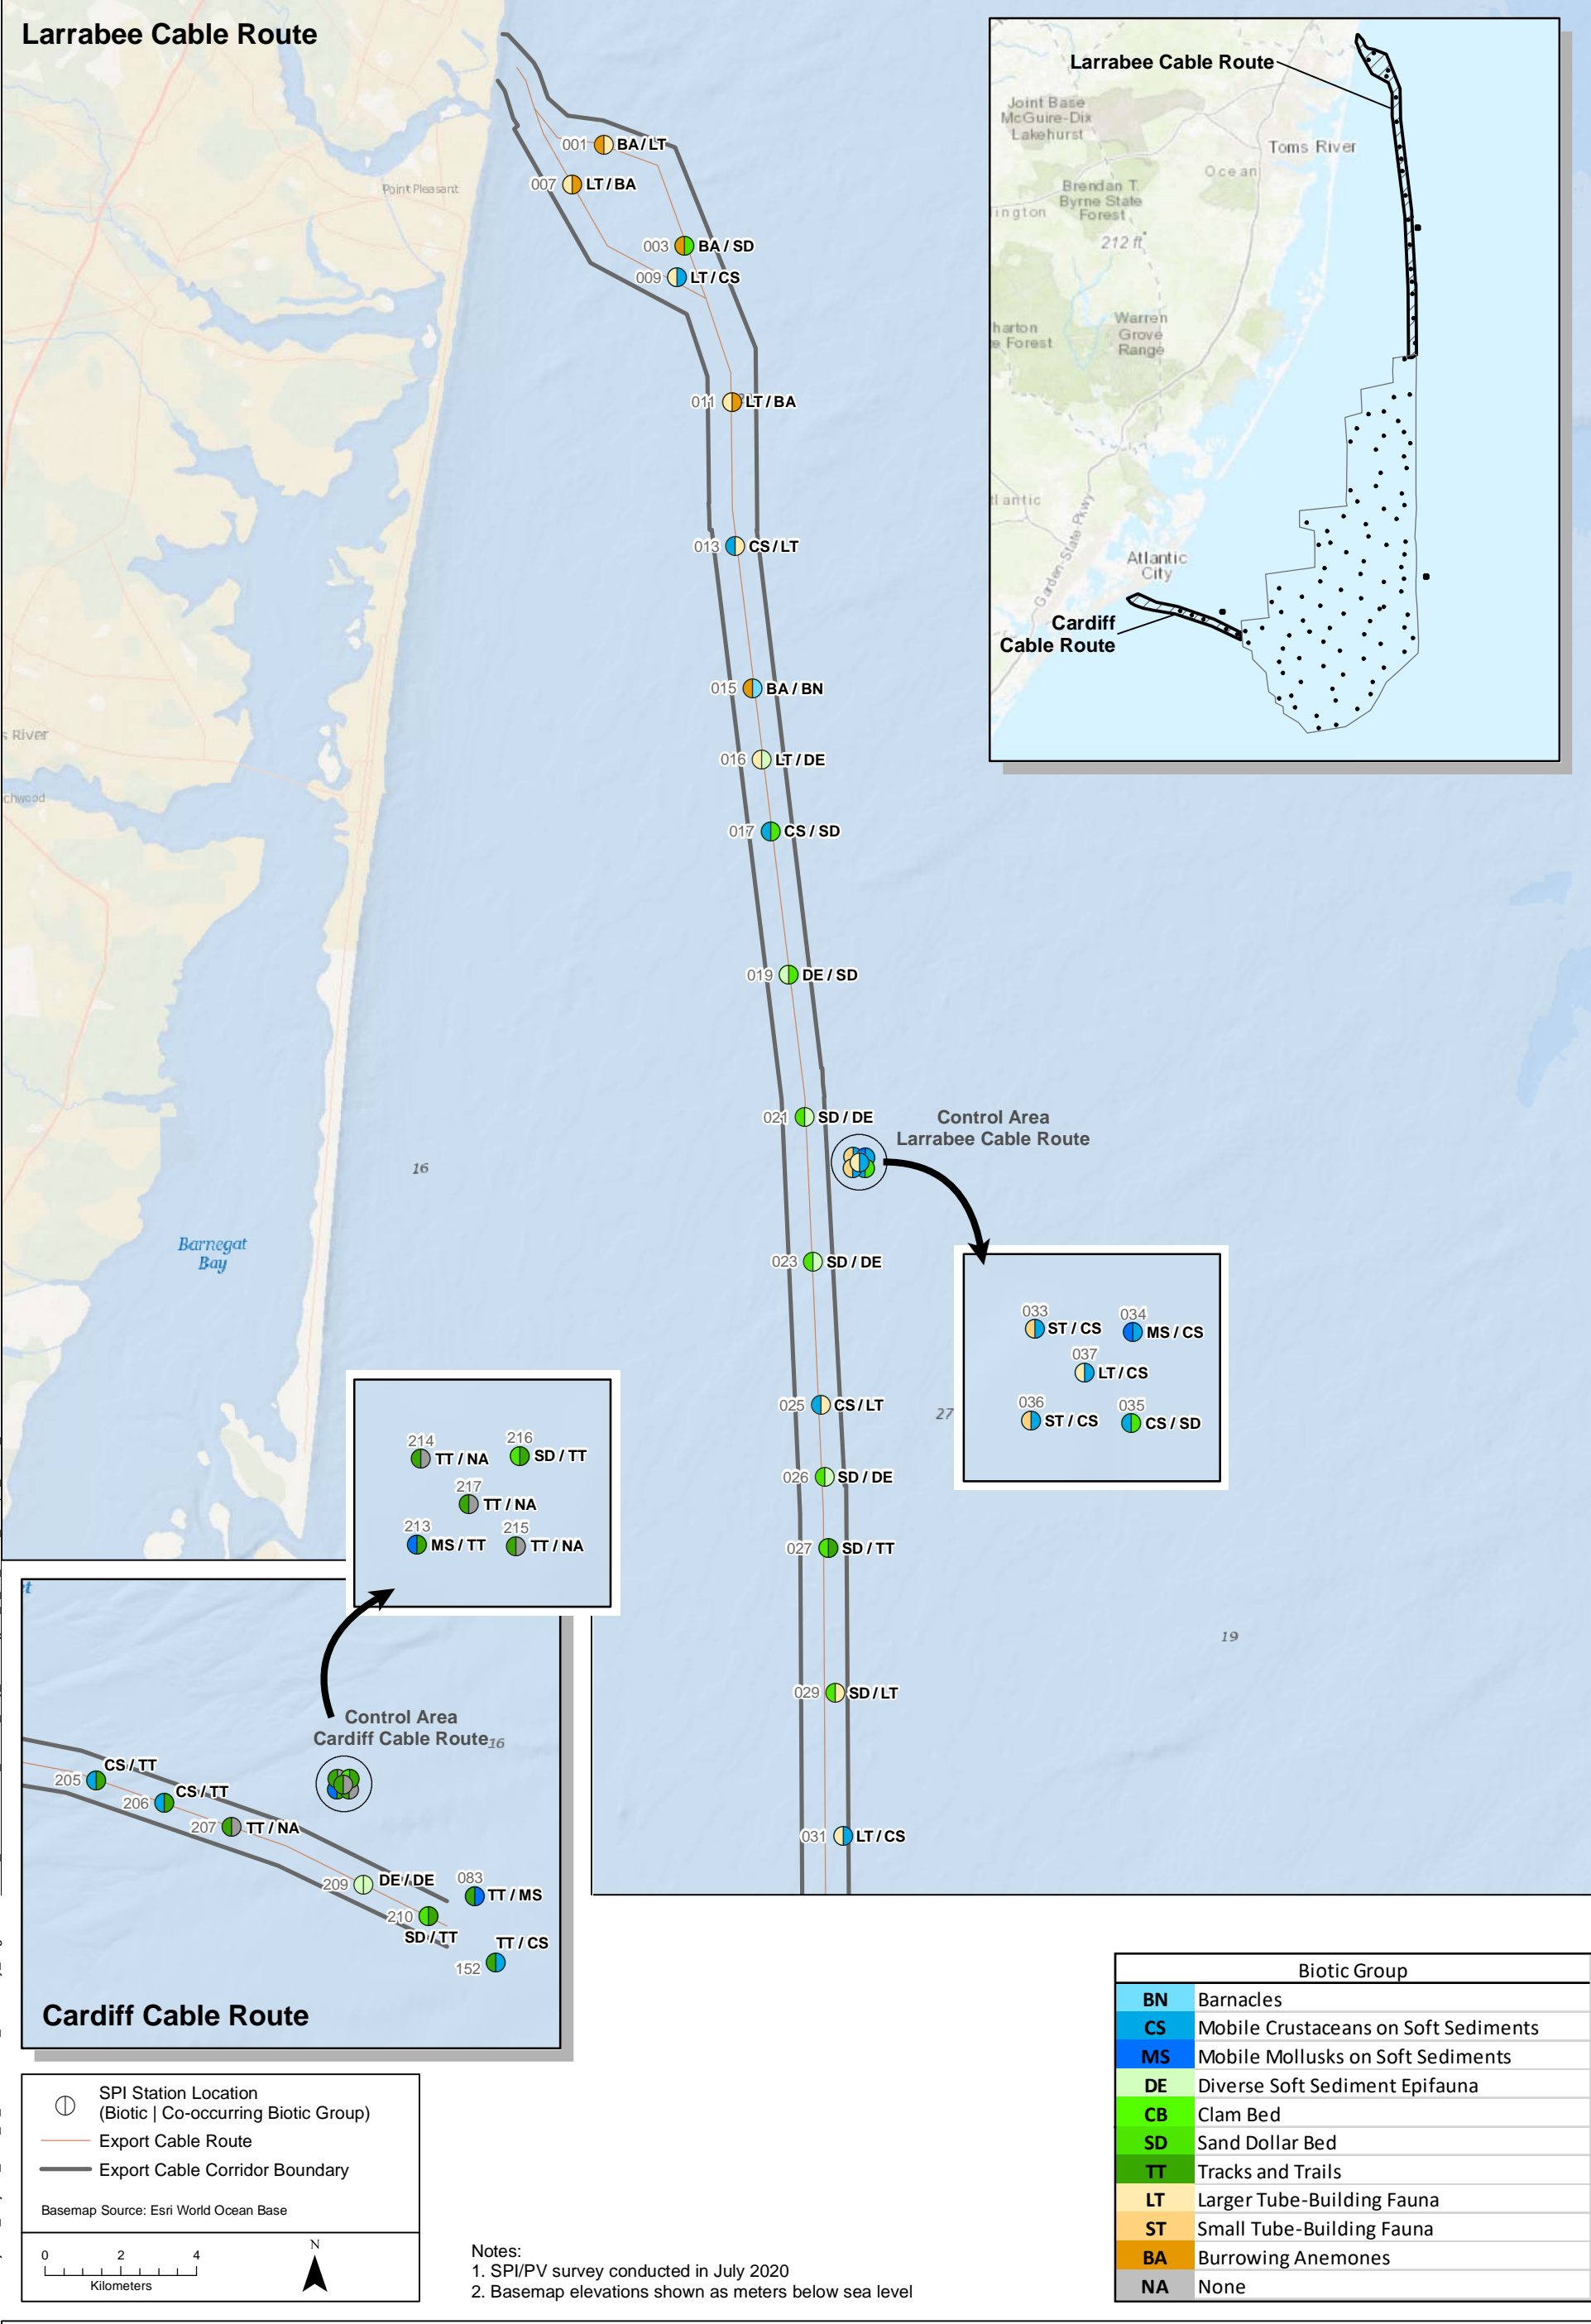 Larrabee Cable Route
Point Pleasant
s River
chwood
Barnegat
Bay
16
27
19
001 BA / LT
007 LT / BA
003 BA / SD
009 LT / CS
011 LT / BA
013 CS / LT
015 BA / BN
016 LT / DE
017 CS / SD
019 DE / SD
021 SD / DE
023 SD / DE
025 CS / LT
026 SD / DE
027 SD / TT
029 SD / LT
031 LT / CS
Control Area
Larrabee Cable Route
033
ST / CS
034
MS / CS
037
LT / CS
036
ST / CS
035
CS / SD
Larrabee Cable Route
Joint Base
McGuire-Dix
Lakehurst
Toms River
Ocean
Brendan T.
Byrne State
Forest
ington
212 ft
Warren
Grove
Range
harton
e Forest
tlantic
Garden State Pkwy
Atlantic
City
Cardiff
Cable Route
214
TT / NA
216
SD / TT
217
TT / NA
213
MS / TT
215
TT / NA
Control Area
Cardiff Cable Route
16
205 CS / TT
206 CS / TT
207 TT / NA
209 DE / DE
083
TT / MS
210
SD / TT
TT / CS
152
Cardiff Cable Route
SPI Station Location
(Biotic | Co-occurring Biotic Group)
Export Cable Route
Export Cable Corridor Boundary
Basemap Source: Esri World Ocean Base
0 2 4
Kilometers
N
Notes:
1. SPI/PV survey conducted in July 2020
2. Basemap elevations shown as meters below sea level
Biotic Group
BN Barnacles
CS Mobile Crustaceans on Soft Sediments
MS Mobile Mollusks on Soft Sediments
DE Diverse Soft Sediment Epifauna
CB Clam Bed
SD Sand Dollar Bed
TT Tracks and Trails
LT Larger Tube-Building Fauna
ST Small Tube-Building Fauna
BA Burrowing Anemones
NA None